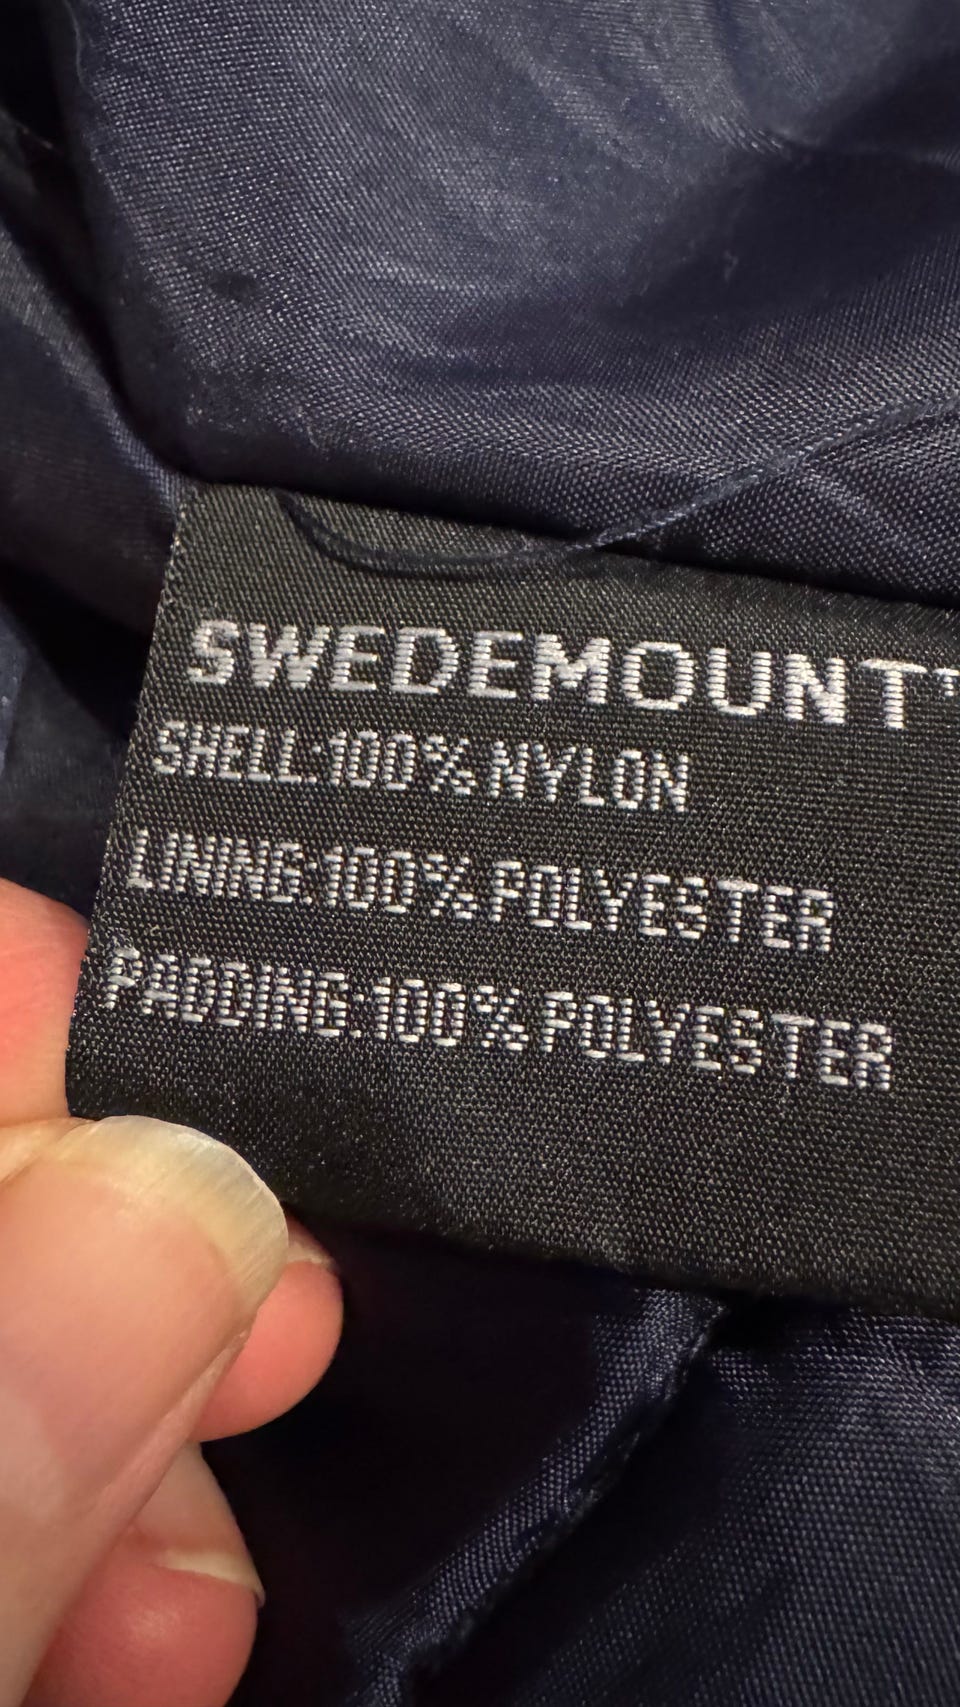 SWEDEMOUNT
SHELL:100% NYLON
LINING:100% POLYESTER
PADDING:100% POLYESTER